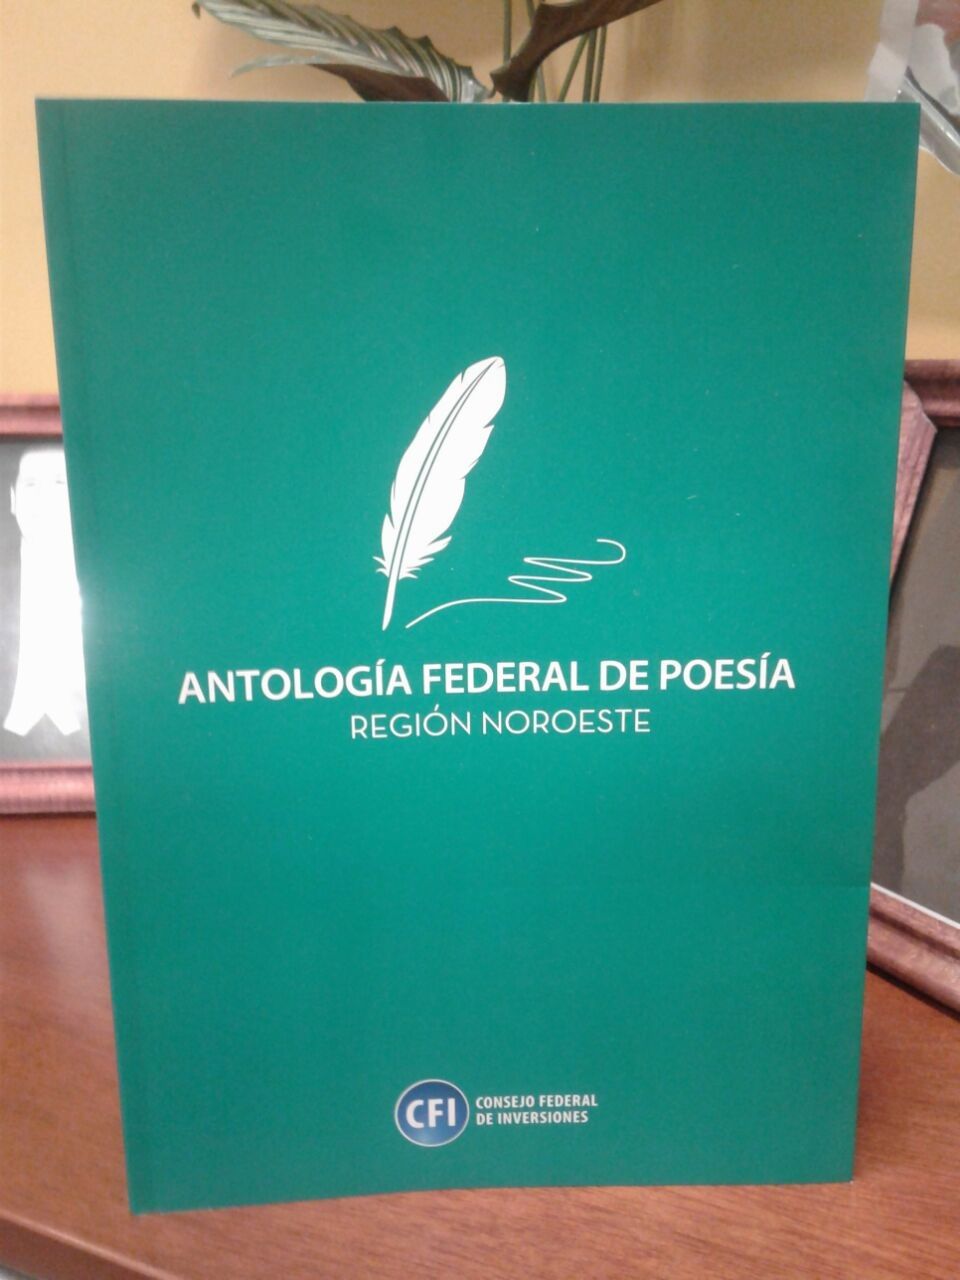 ANTOLOGÍA FEDERAL DE POESÍA
REGIÓN NOROESTE
CFI
CONSEJO FEDERAL
DE INVERSIONES